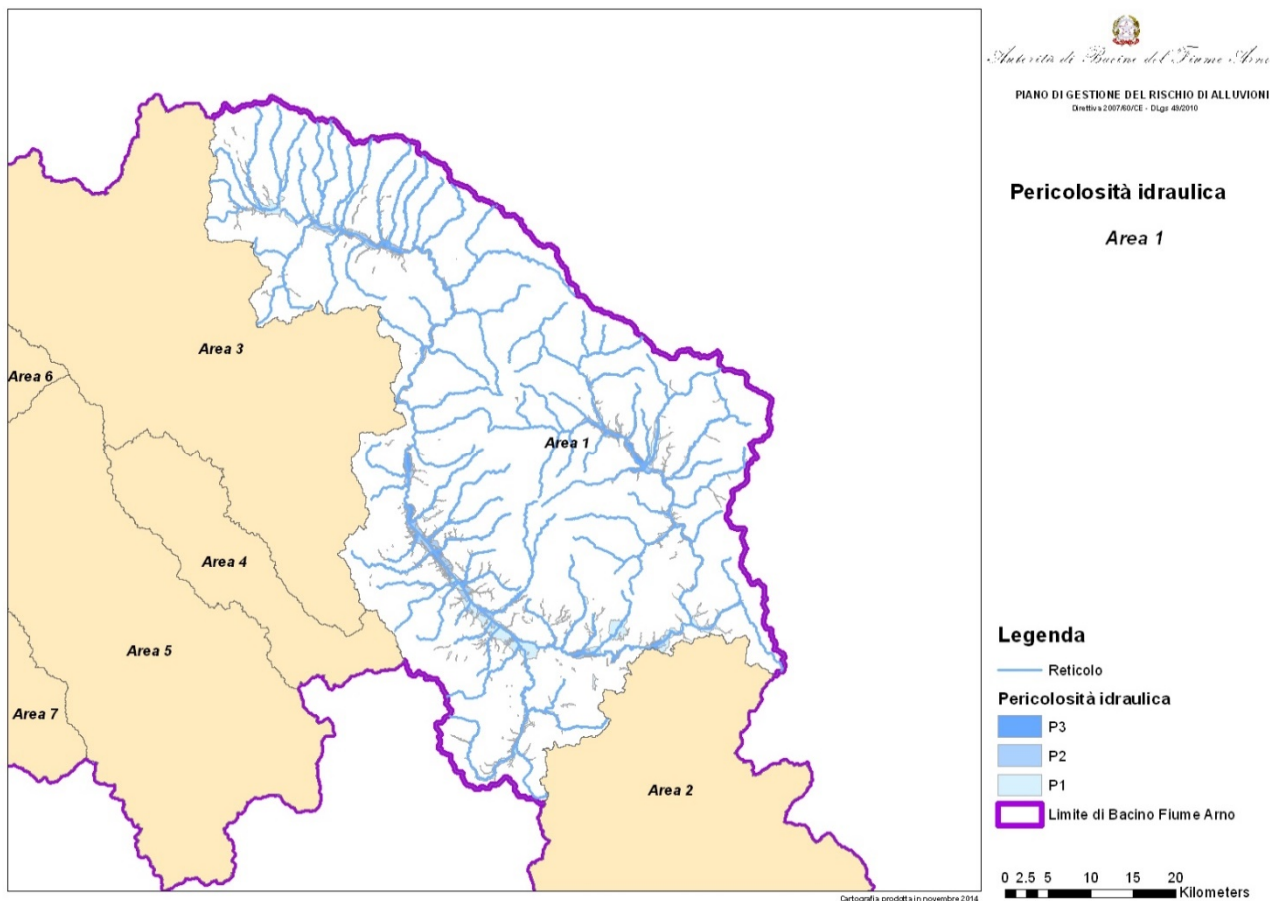 Autorità di Bacino del Fiume Arno
PIANO DI GESTIONE DEL RISCHIO DI ALLUVIONI
Direttiva 2007/60/CE - DLgs 49/2010
Pericolosità idraulica
Area 1
Area 3
Area 6
Area 1
Area 4
Area 5
Area 7
Area 2
Legenda
Reticolo
Pericolosità idraulica
P3
P2
P1
Limite di Bacino Fiume Arno
0 2.5 5 10 15 20
Kilometers
Cartografia prodotta in novembre 2014